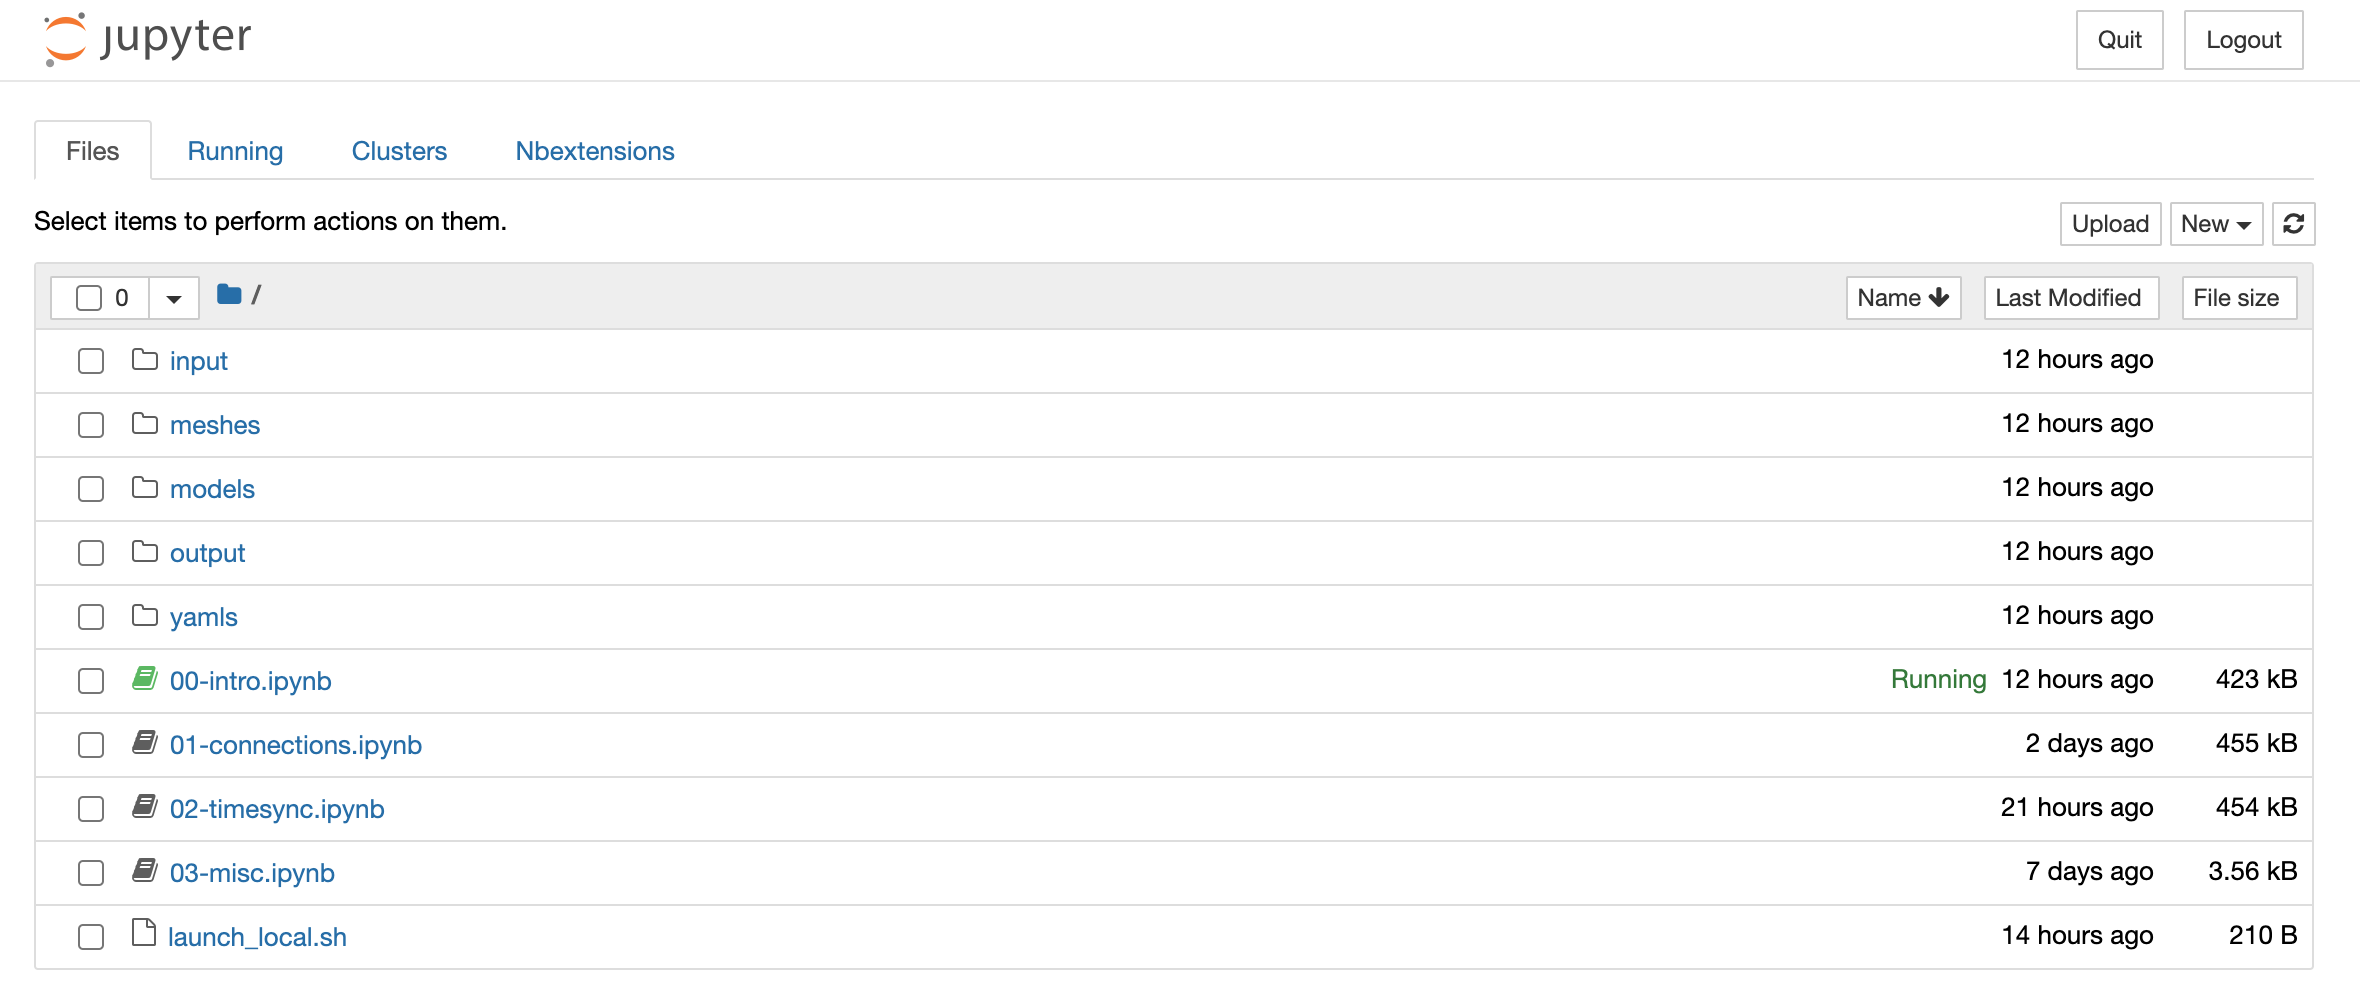 jupyter Quit Logout
Files Running Clusters Nbextensions
Select items to perform actions on them. Upload New
0 / Name Last Modified File size
input 12 hours ago
meshes 12 hours ago
models 12 hours ago
output 12 hours ago
yamls 12 hours ago
00-intro.ipynb Running 12 hours ago 423 kB
01-connections.ipynb 2 days ago 455 kB
02-timesync.ipynb 21 hours ago 454 kB
03-misc.ipynb 7 days ago 3.56 kB
launch_local.sh 14 hours ago 210 B